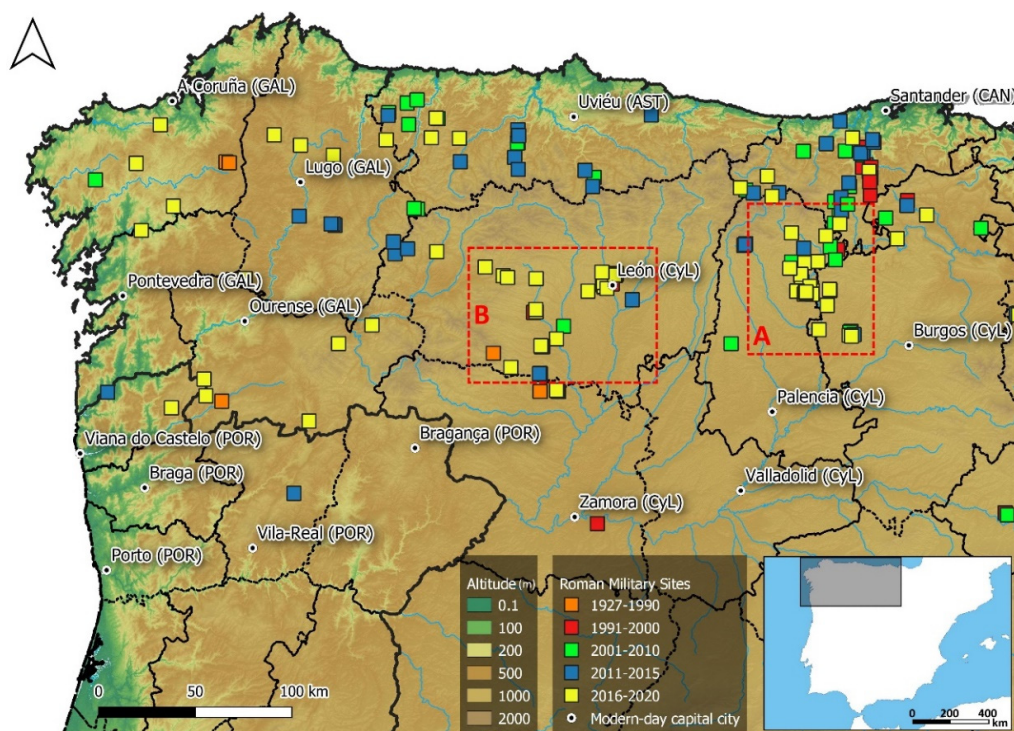 A Coruña (GAL)
Uviéu (AST)
Santander (CAN)
Lugo (GAL)
Pontevedra (GAL)
Ourense (GAL)
León (CyL)
B
A
Burgos (CyL)
Palencia (CyL)
Viana do Castelo (POR)
Bragança (POR)
Braga (POR)
Valladolid (CyL)
Zamora (CyL)
Vila-Real (POR)
Porto (POR)
Altitude (m)
0.1
100
200
500
1000
2000
Roman Military Sites
1927-1990
1991-2000
2001-2010
2011-2015
2016-2020
Modern-day capital city
0 50 100 km
0 200 400
km